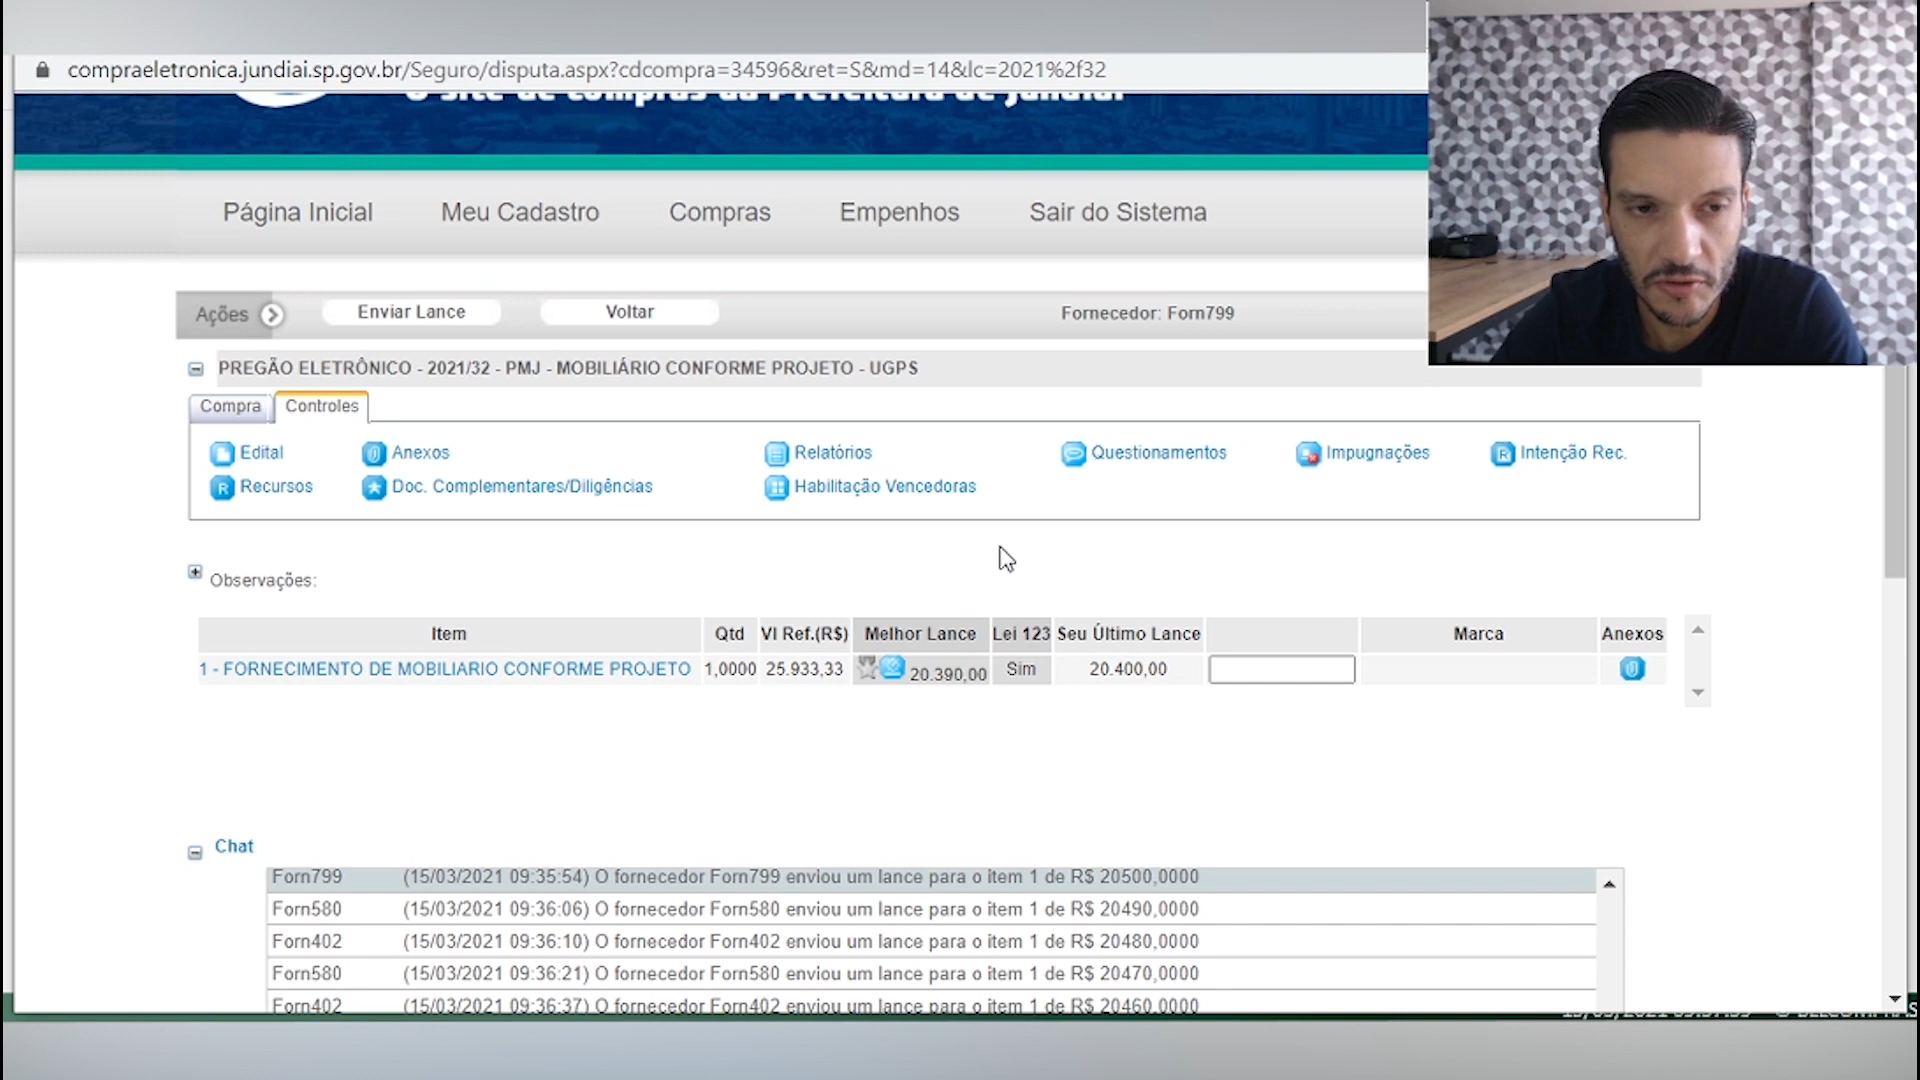 compraeletronica.jundiai.sp.gov.br/Seguro/disputa.aspx?cdcompra=34596&ret=S&md=14&lc=2021%2f32
O site de compras da Prefeitura de Jundiaí
Página Inicial Meu Cadastro Compras Empenhos Sair do Sistema
Ações Enviar Lance Voltar Fornecedor: Forn799
PREGÃO ELETRÔNICO - 2021/32 - PMJ - MOBILIÁRIO CONFORME PROJETO - UGPS
Compra Controles
Edital Anexos Relatórios Questionamentos Impugnações Intenção Rec.
Recursos Doc. Complementares/Diligências Habilitação Vencedoras
Observações:
Item Qtd Vl Ref.(R$) Melhor Lance Lei 123 Seu Último Lance Marca Anexos
1 - FORNECIMENTO DE MOBILIARIO CONFORME PROJETO 1,0000 25.933,33 20.390,00 Sim 20.400,00
Chat
Forn799 (15/03/2021 09:35:54) O fornecedor Forn799 enviou um lance para o item 1 de R$ 20500,0000
Forn580 (15/03/2021 09:36:06) O fornecedor Forn580 enviou um lance para o item 1 de R$ 20490,0000
Forn402 (15/03/2021 09:36:10) O fornecedor Forn402 enviou um lance para o item 1 de R$ 20480,0000
Forn580 (15/03/2021 09:36:21) O fornecedor Forn580 enviou um lance para o item 1 de R$ 20470,0000
Forn402 (15/03/2021 09:36:37) O fornecedor Forn402 enviou um lance para o item 1 de R$ 20460,0000